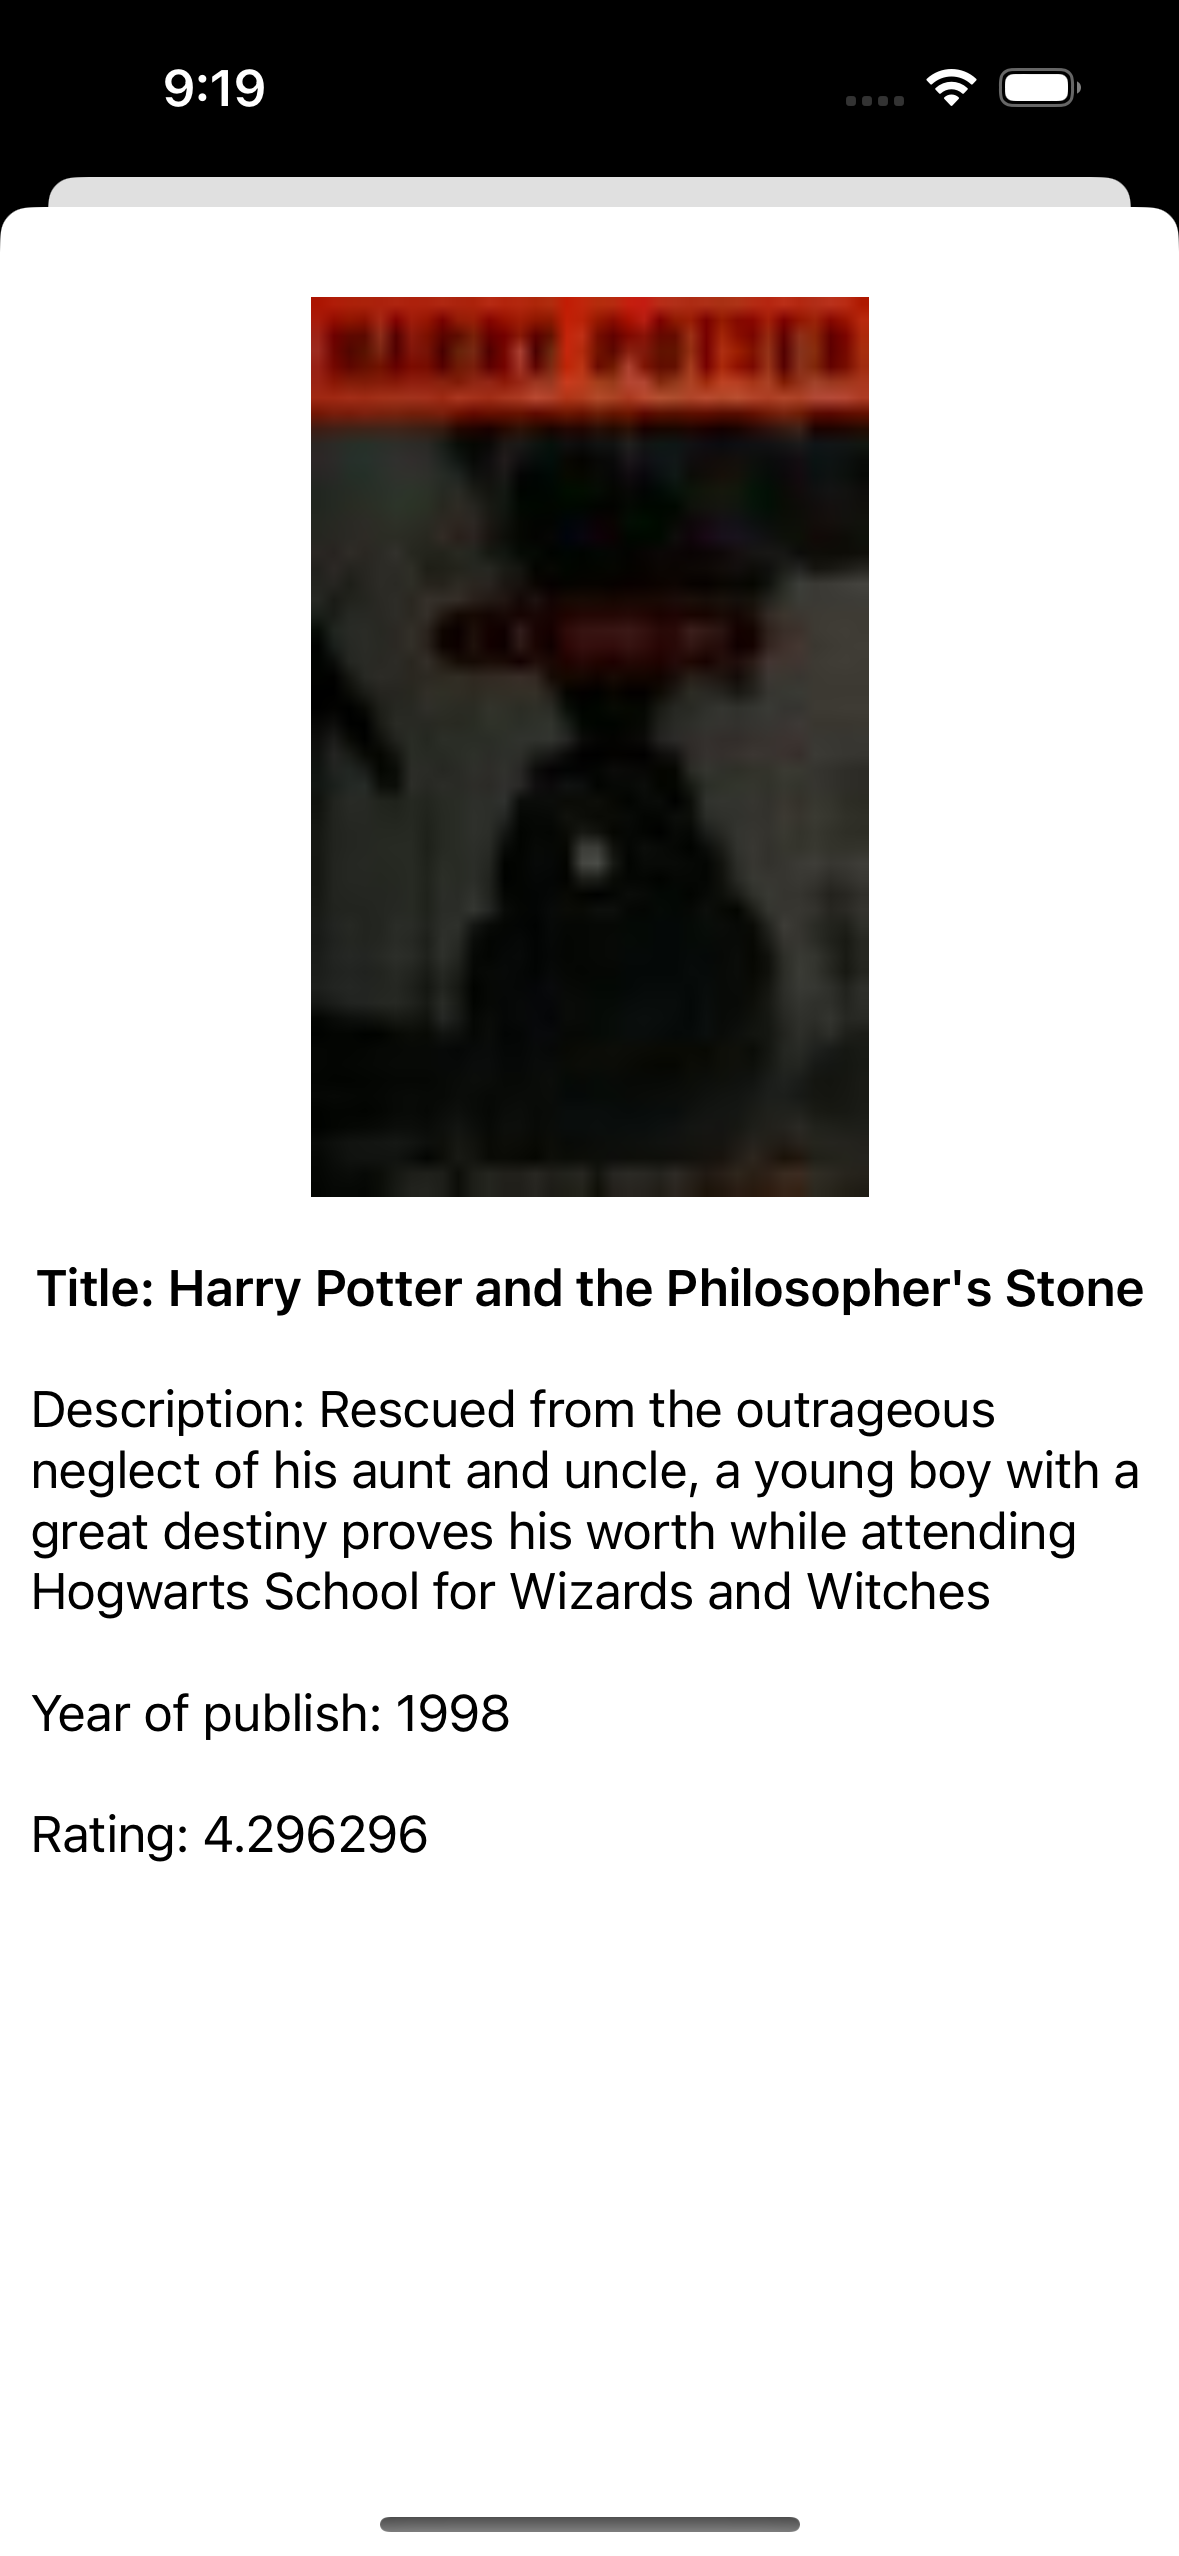 9:19
HARRY POTTER
Title: Harry Potter and the Philosopher's Stone
Description: Rescued from the outrageous
neglect of his aunt and uncle, a young boy with a
great destiny proves his worth while attending
Hogwarts School for Wizards and Witches
Year of publish: 1998
Rating: 4.296296